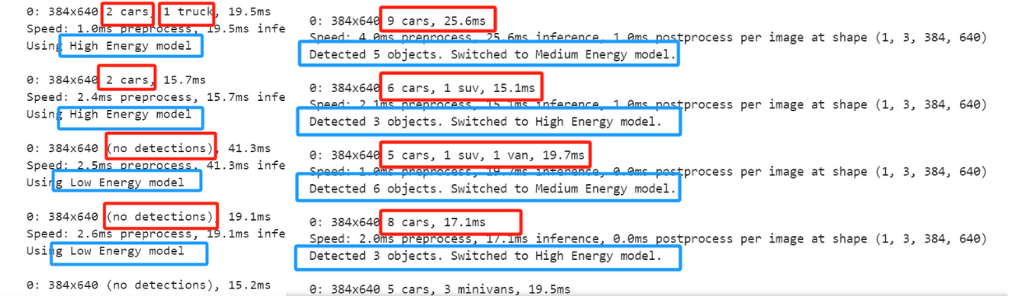 0: 384x640 2 cars, 1 truck, 19.5ms
Speed: 1.0ms preprocess, 19.5ms infe
Using High Energy model
0: 384x640 2 cars, 15.7ms
Speed: 2.4ms preprocess, 15.7ms infe
Using High Energy model
0: 384x640 (no detections), 41.3ms
Speed: 2.5ms preprocess, 41.3ms infe
Using Low Energy model
0: 384x640 (no detections), 19.1ms
Speed: 2.6ms preprocess, 19.1ms infe
Using Low Energy model
0: 384x640 (no detections), 15.2ms
0: 384x640 9 cars, 25.6ms
Speed: 4.0ms preprocess, 25.6ms inference, 1.0ms postprocess per image at shape (1, 3, 384, 640)
Detected 5 objects. Switched to Medium Energy model.
0: 384x640 6 cars, 1 suv, 15.1ms
Speed: 2.1ms preprocess, 15.1ms inference, 1.0ms postprocess per image at shape (1, 3, 384, 640)
Detected 3 objects. Switched to High Energy model.
0: 384x640 5 cars, 1 suv, 1 van, 19.7ms
Speed: 1.0ms preprocess, 19.7ms inference, 0.0ms postprocess per image at shape (1, 3, 384, 640)
Detected 6 objects. Switched to Medium Energy model.
0: 384x640 8 cars, 17.1ms
Speed: 2.0ms preprocess, 17.1ms inference, 0.0ms postprocess per image at shape (1, 3, 384, 640)
Detected 3 objects. Switched to High Energy model.
0: 384x640 5 cars, 3 minivans, 19.5ms